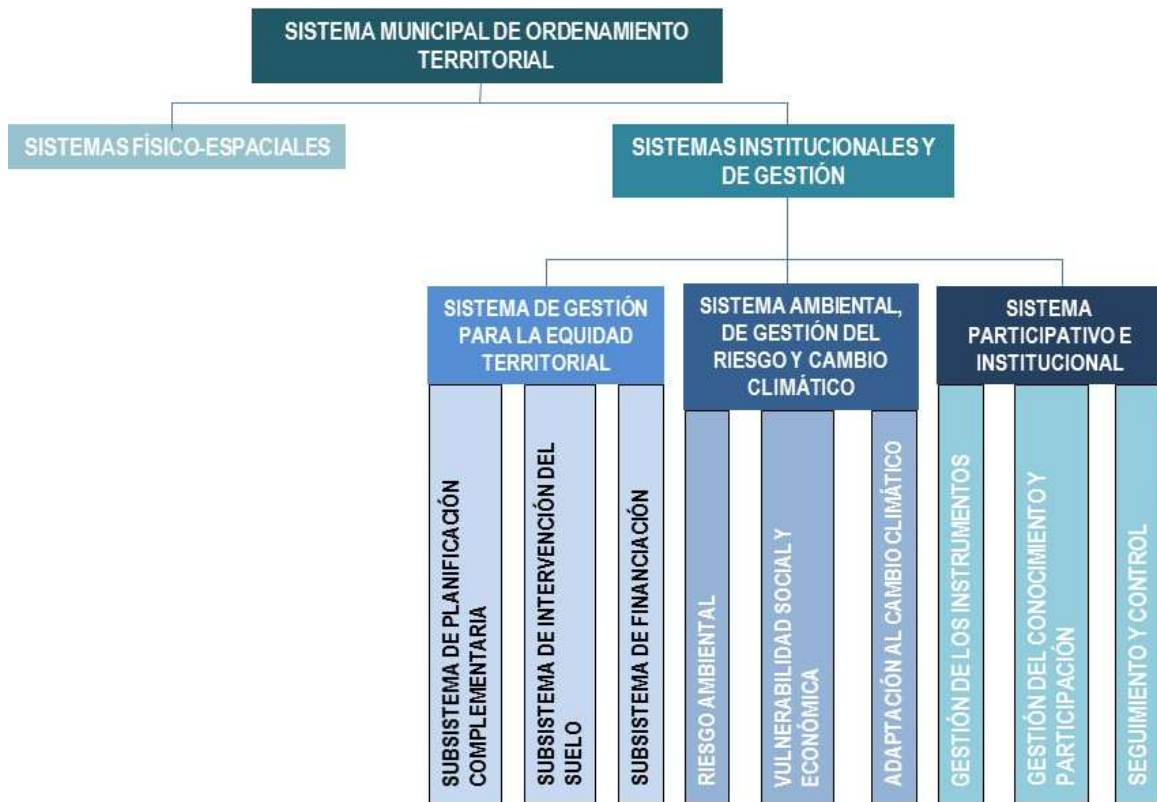 SISTEMA MUNICIPAL DE ORDENAMIENTO
TERRITORIAL
SISTEMAS FÍSICO-ESPACIALES
SISTEMAS INSTITUCIONALES Y
DE GESTIÓN
SISTEMA DE GESTIÓN
PARA LA EQUIDAD
TERRITORIAL
SISTEMA AMBIENTAL,
DE GESTIÓN DEL
RIESGO Y CAMBIO
CLIMÁTICO
SISTEMA
PARTICIPATIVO E
INSTITUCIONAL
SUBSISTEMA DE PLANIFICACIÓN
COMPLEMENTARIA
SUBSISTEMA DE INTERVENCIÓN DEL
SUELO
SUBSISTEMA DE FINANCIACIÓN
RIESGO AMBIENTAL
VULNERABILIDAD SOCIAL Y
ECONÓMICA
ADAPTACIÓN AL CAMBIO CLIMÁTICO
GESTIÓN DE LOS INSTRUMENTOS
GESTIÓN DEL CONOCIMIENTO Y
PARTICIPACIÓN
SEGUIMIENTO Y CONTROL